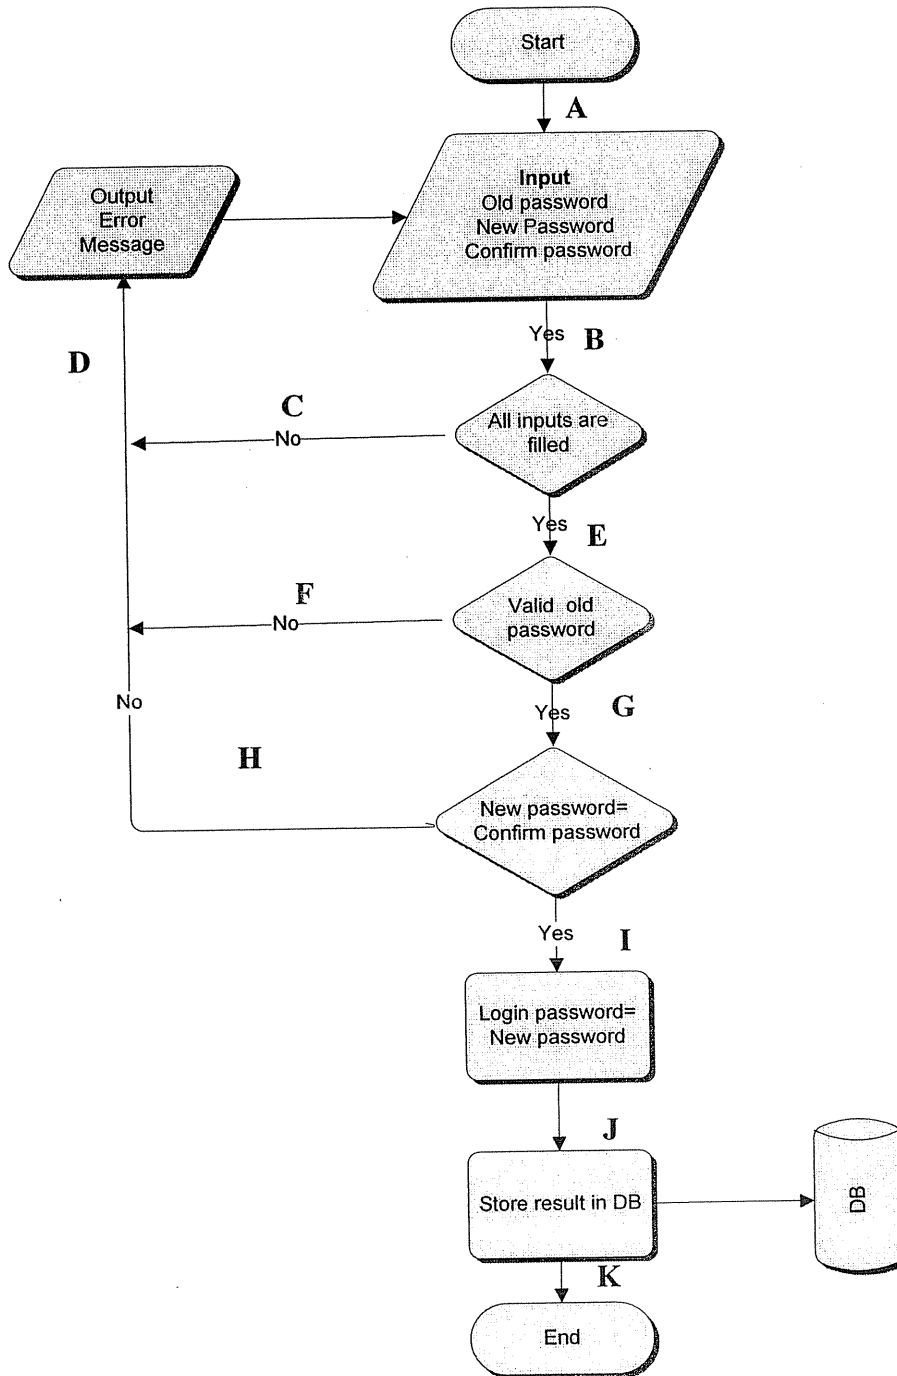 Start
A
Output
Error
Message
Input
Old password
New Password
Confirm password
Yes
B
D
C
All inputs are
filled
No
Yes
E
F
Valid old
password
No
No
Yes
G
H
New password=
Confirm password
Yes
I
Login password=
New password
J
Store result in DB
DB
K
End